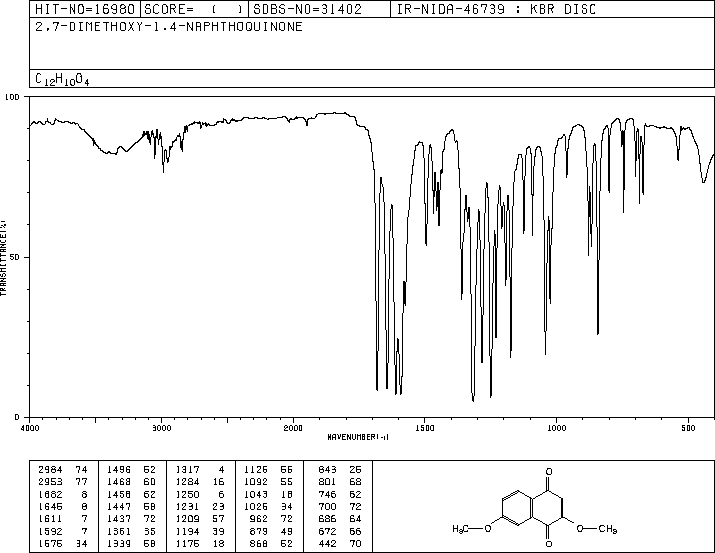 HIT-NO=16980 SCORE= ( ) SDBS-NO=31402 IR-NIDA-46739 : KBR DISC
2,7-DIMETHOXY-1,4-NAPHTHOQUINONE
C12H10O4
100
50
0
TRANSMITTANCE(%)
4000 3000 2000 1500 1000 500
WAVENUMBER(-1)
2984 74 1496 52 1317 4 1125 55 843 25
2953 77 1468 60 1284 16 1092 55 801 68
1682 8 1458 62 1250 6 1043 18 746 62
1645 8 1447 58 1231 23 1026 34 700 72
1611 7 1437 72 1209 57 962 72 686 64
1592 7 1361 35 1194 39 879 49 672 66
1576 34 1339 58 1175 18 868 52 442 70
O
H3C O O CH3
O